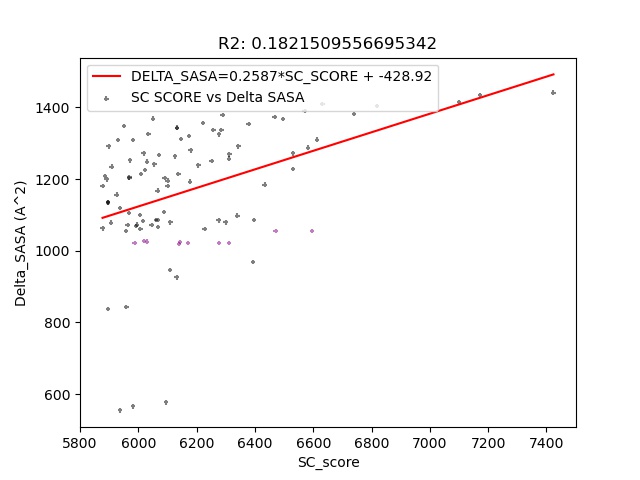 R2: 0.1821509556695342
DELTA_SASA=0.2587*SC_SCORE + -428.92
SC SCORE vs Delta SASA
1400
1200
1000
800
600
Delta_SASA (A^2)
5800 6000 6200 6400 6600 6800 7000 7200 7400
SC_score